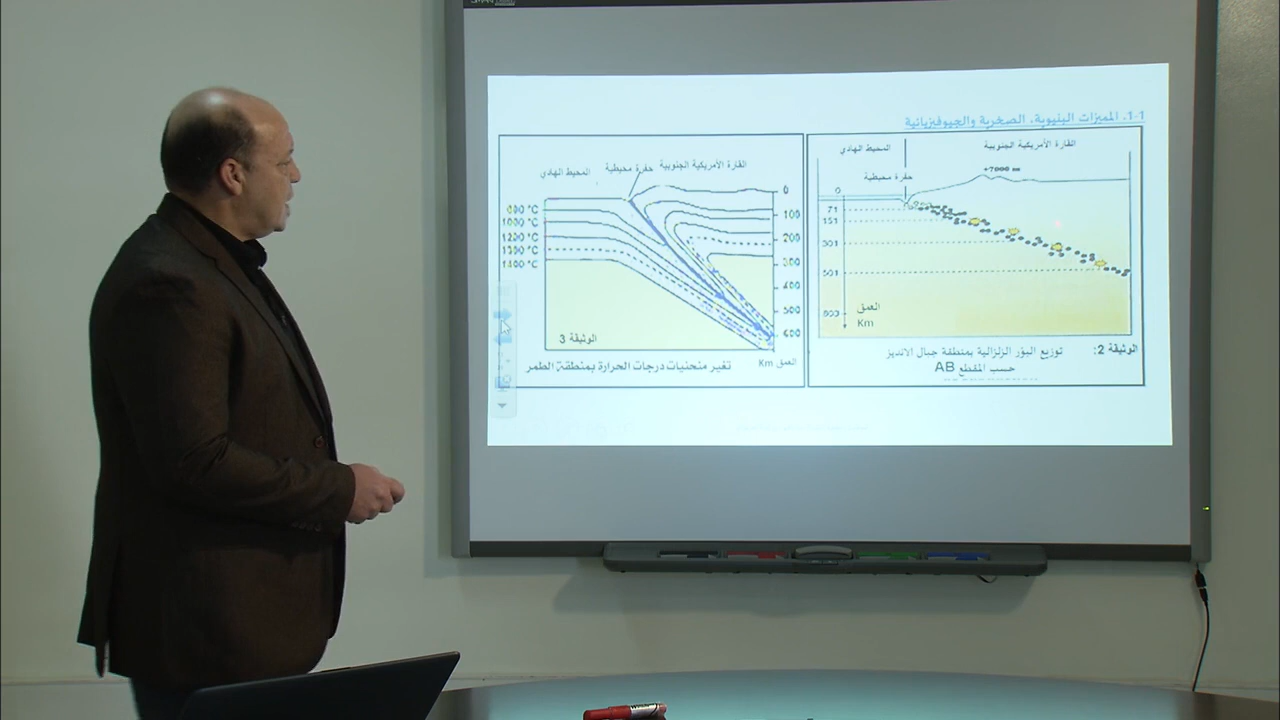 1-1. المميزات البنيوية، الصخرية والجيوفيزيائية
القارة الأمريكية الجنوبية
المحيط الهادي
حفرة محيطية
+7000 m
0
71
151
301
501
603
العمق
Km
الوثيقة 2: توزيع البؤر الزلزالية بمنطقة جبال الانديز
حسب المقطع AB
القارة الأمريكية الجنوبية
حفرة محيطية
المحيط الهادي
0
100
200
300
400
500
600
1000 °C
1200 °C
1300 °C
1400 °C
الوثيقة 3
العمق Km
تغير منحنيات درجات الحرارة بمنطقة الطمر